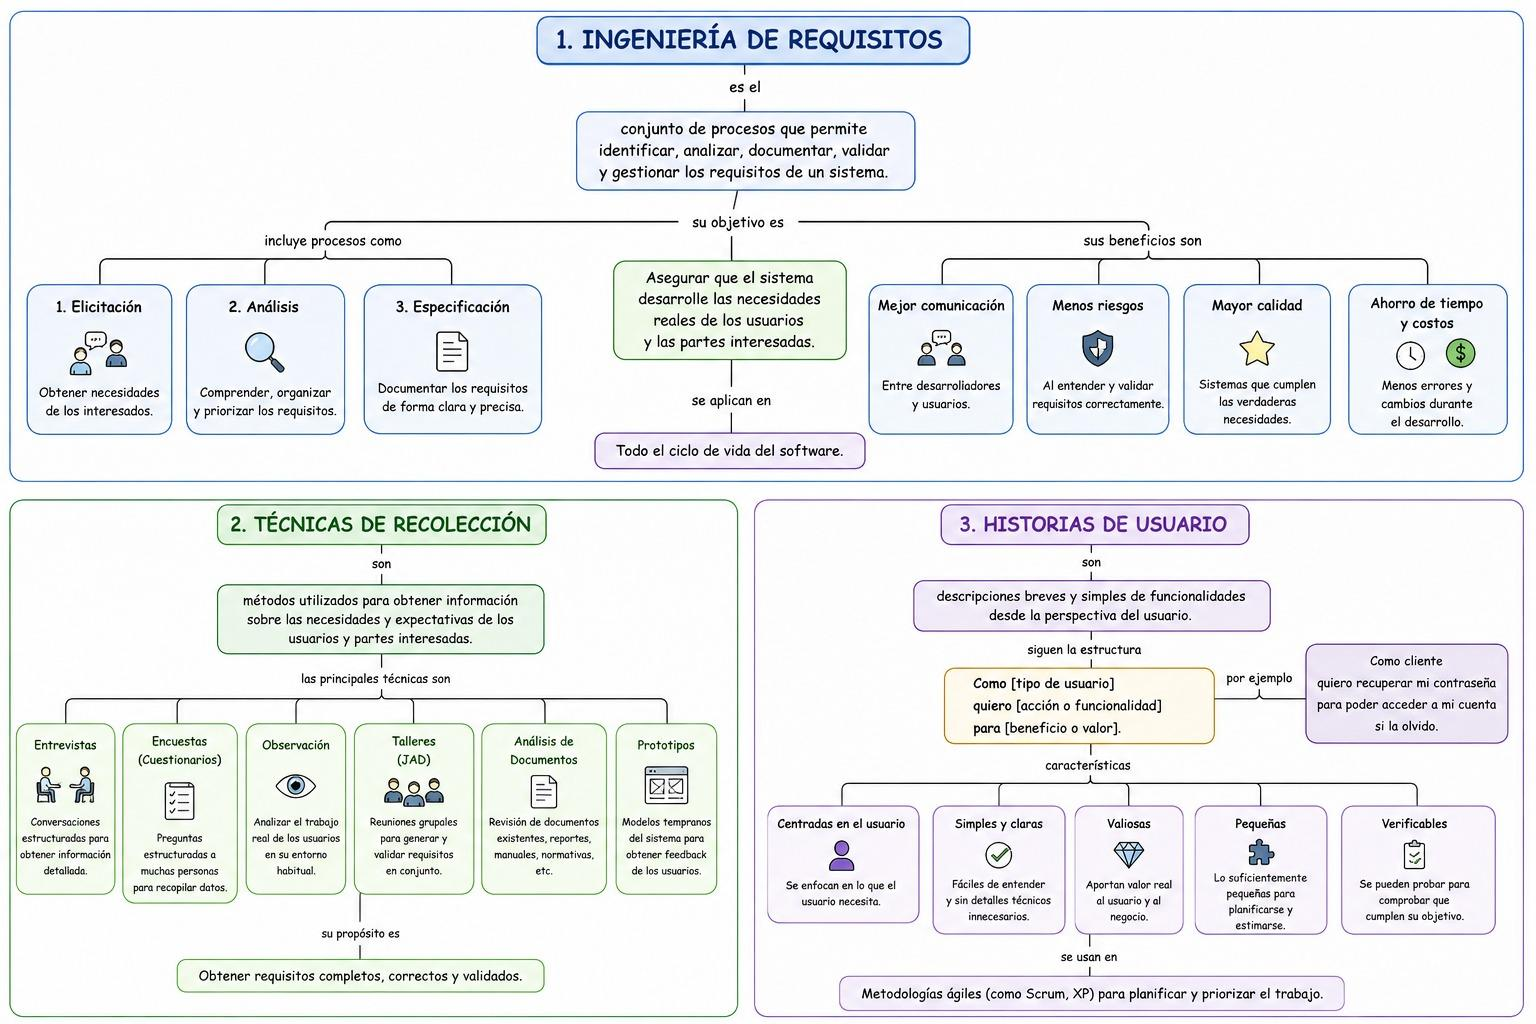 1. INGENIERÍA DE REQUISITOS
es el
conjunto de procesos que permite
identificar, analizar, documentar, validar
y gestionar los requisitos de un sistema.
su objetivo es
incluye procesos como
sus beneficios son
1. Elicitación
Obtener necesidades
de los interesados.
2. Análisis
Comprender, organizar
y priorizar los requisitos.
3. Especificación
Documentar los requisitos
de forma clara y precisa.
Asegurar que el sistema
desarrolle las necesidades
reales de los usuarios
y las partes interesadas.
se aplican en
Todo el ciclo de vida del software.
Mejor comunicación
Entre desarrolladores
y usuarios.
Menos riesgos
Al entender y validar
requisitos correctamente.
Mayor calidad
Sistemas que cumplen
las verdaderas
necesidades.
Ahorro de tiempo
y costos
$
Menos errores y
cambios durante
el desarrollo.
2. TÉCNICAS DE RECOLECCIÓN
son
métodos utilizados para obtener información
sobre las necesidades y expectativas de los
usuarios y partes interesadas.
las principales técnicas son
Entrevistas
Conversaciones
estructuradas para
obtener información
detallada.
Encuestas
(Cuestionarios)
Preguntas
estructuradas a
muchas personas
para recopilar datos.
Observación
Analizar el trabajo
real de los usuarios
en su entorno
habitual.
Talleres
(JAD)
Reuniones grupales
para generar y
validar requisitos
en conjunto.
Análisis de
Documentos
Revisión de documentos
existentes, reportes,
manuales, normativas,
etc.
Prototipos
Modelos tempranos
del sistema para
obtener feedback
de los usuarios.
su propósito es
Obtener requisitos completos, correctos y validados.
3. HISTORIAS DE USUARIO
son
descripciones breves y simples de funcionalidades
desde la perspectiva del usuario.
siguen la estructura
Como [tipo de usuario]
quiero [acción o funcionalidad]
para [beneficio o valor].
por ejemplo
Como cliente
quiero recuperar mi contraseña
para poder acceder a mi cuenta
si la olvido.
características
Centradas en el usuario
Se enfocan en lo que el
usuario necesita.
Simples y claras
Fáciles de entender
y sin detalles técnicos
innecesarios.
Valiosas
Aportan valor real
al usuario y al
negocio.
Pequeñas
Lo suficientemente
pequeñas para
planificarse y
estimarse.
Verificables
Se pueden probar para
comprobar que
cumplen su objetivo.
se usan en
Metodologías ágiles (como Scrum, XP) para planificar y priorizar el trabajo.